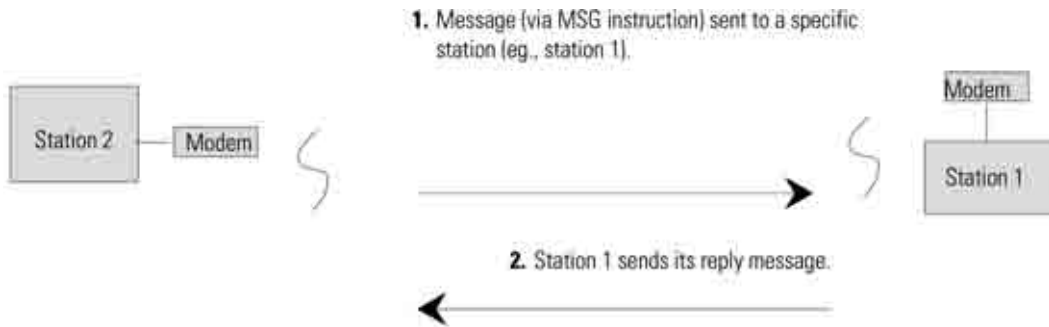 1. Message (via MSG instruction) sent to a specific
station (eg., station 1).
Modem
Station 2
Modem
Station 1
2. Station 1 sends its reply message.